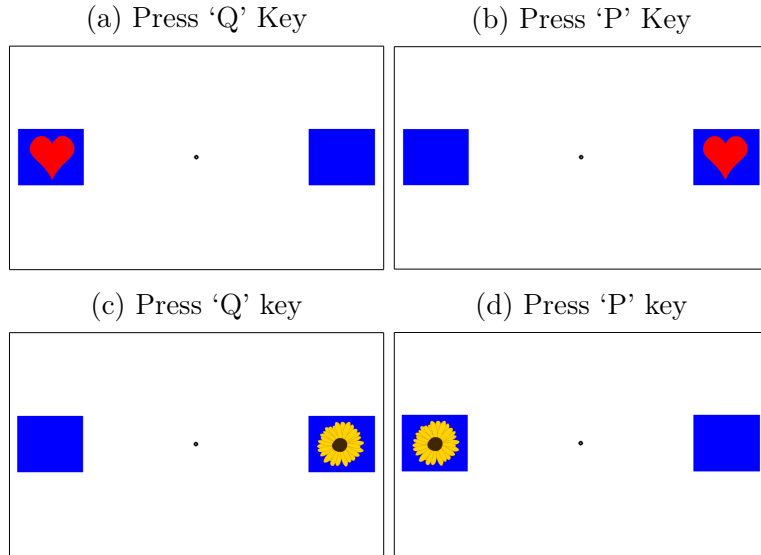 (a) Press ‘Q’ Key
(b) Press ‘P’ Key
(c) Press ‘Q’ key
(d) Press ‘P’ key